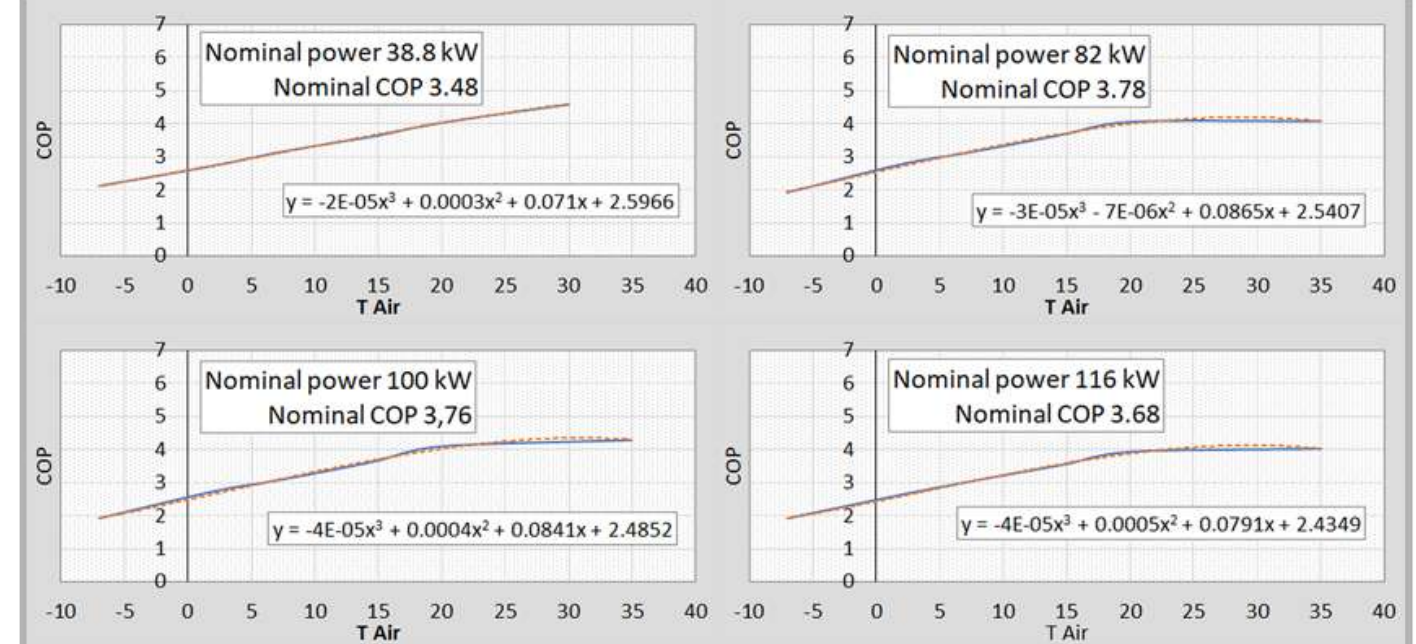 7
6
5
4
3
2
1
0
COP
Nominal power 38.8 kW
Nominal COP 3.48
y = -2E-05x³ + 0.0003x² + 0.071x + 2.5966
-10 -5 0 5 10 15 20 25 30 35 40
T Air
7
6
5
4
3
2
1
0
COP
Nominal power 82 kW
Nominal COP 3.78
y = -3E-05x³ - 7E-06x² + 0.0865x + 2.5407
-10 -5 0 5 10 15 20 25 30 35 40
T Air
7
6
5
4
3
2
1
0
COP
Nominal power 100 kW
Nominal COP 3,76
y = -4E-05x³ + 0.0004x² + 0.0841x + 2.4852
-10 -5 0 5 10 15 20 25 30 35 40
T Air
7
6
5
4
3
2
1
0
COP
Nominal power 116 kW
Nominal COP 3.68
y = -4E-05x³ + 0.0005x² + 0.0791x + 2.4349
-10 -5 0 5 10 15 20 25 30 35 40
T Air